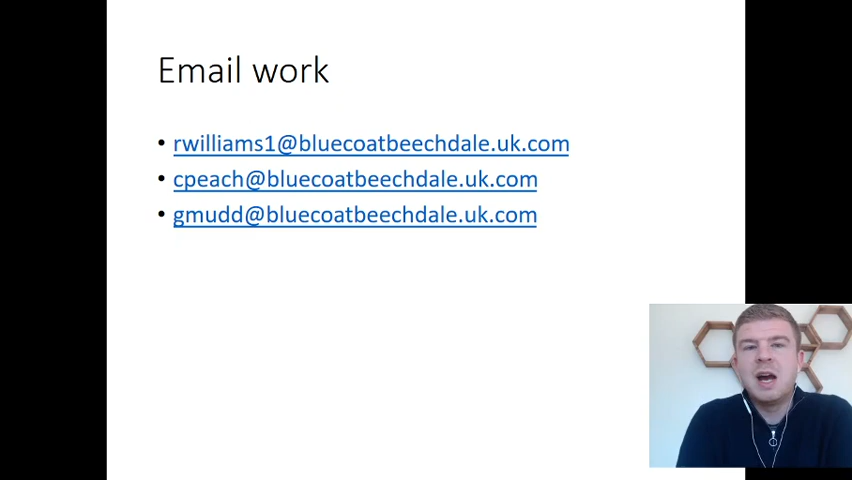 Email work
• rwilliams1@bluecoatbeechdale.uk.com
• cpeach@bluecoatbeechdale.uk.com
• gmudd@bluecoatbeechdale.uk.com